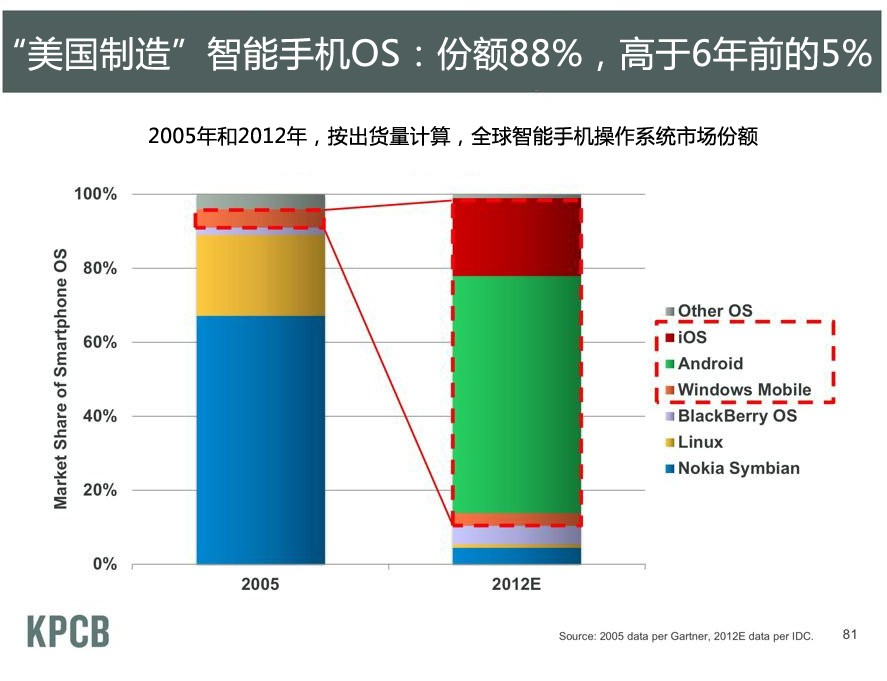 “美国制造”智能手机OS：份额88%，高于6年前的5%
2005年和2012年，按出货量计算，全球智能手机操作系统市场份额
Market Share of Smartphone OS
100%
80%
60%
40%
20%
0%
2005
2012E
Other OS
iOS
Android
Windows Mobile
BlackBerry OS
Linux
Nokia Symbian
KPCB
Source: 2005 data per Gartner, 2012E data per IDC.
81